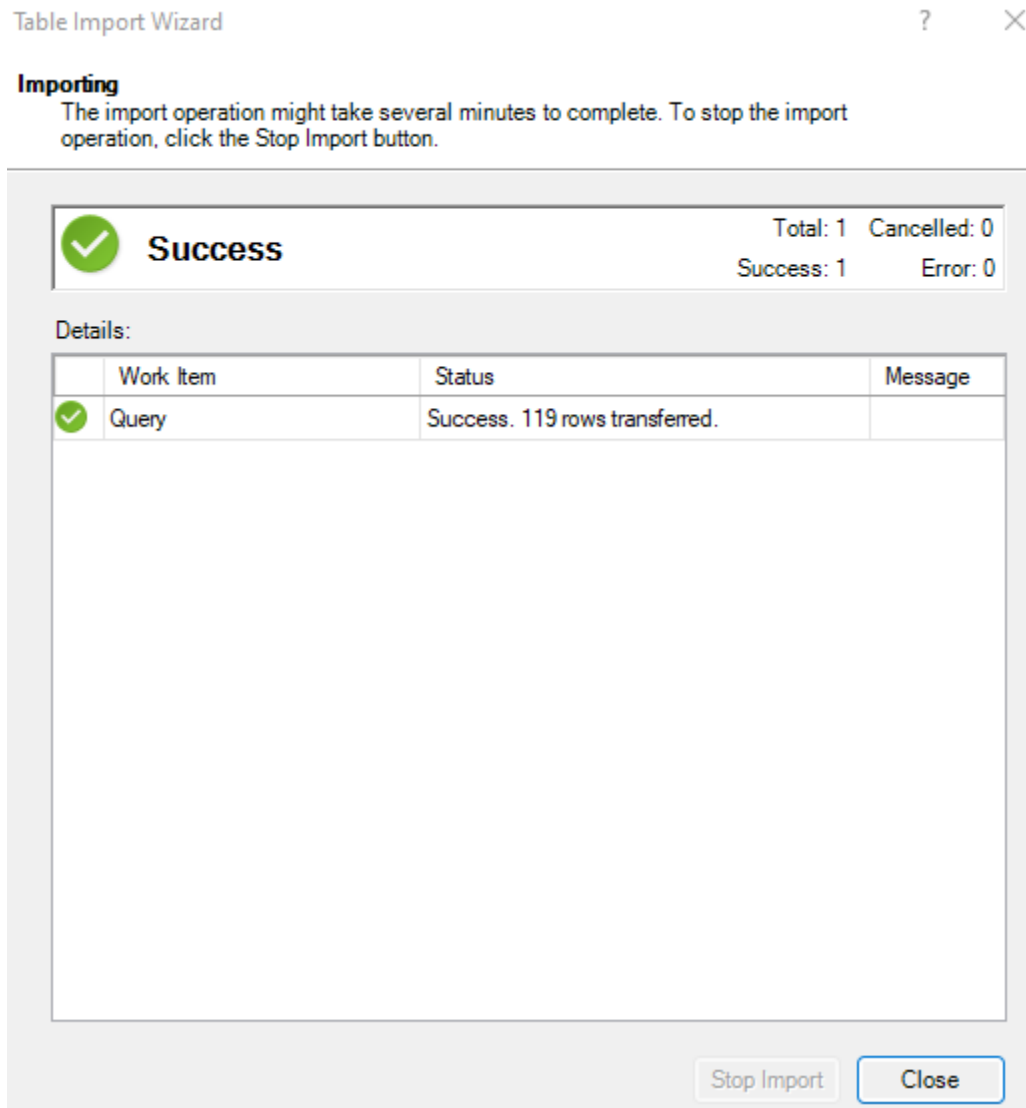 Table Import Wizard
?
Importing
The import operation might take several minutes to complete. To stop the import
operation, click the Stop Import button.
Success
Total: 1 Cancelled: 0
Success: 1 Error: 0
Details:
Work Item Status Message
Query Success. 119 rows transferred.
Stop Import Close